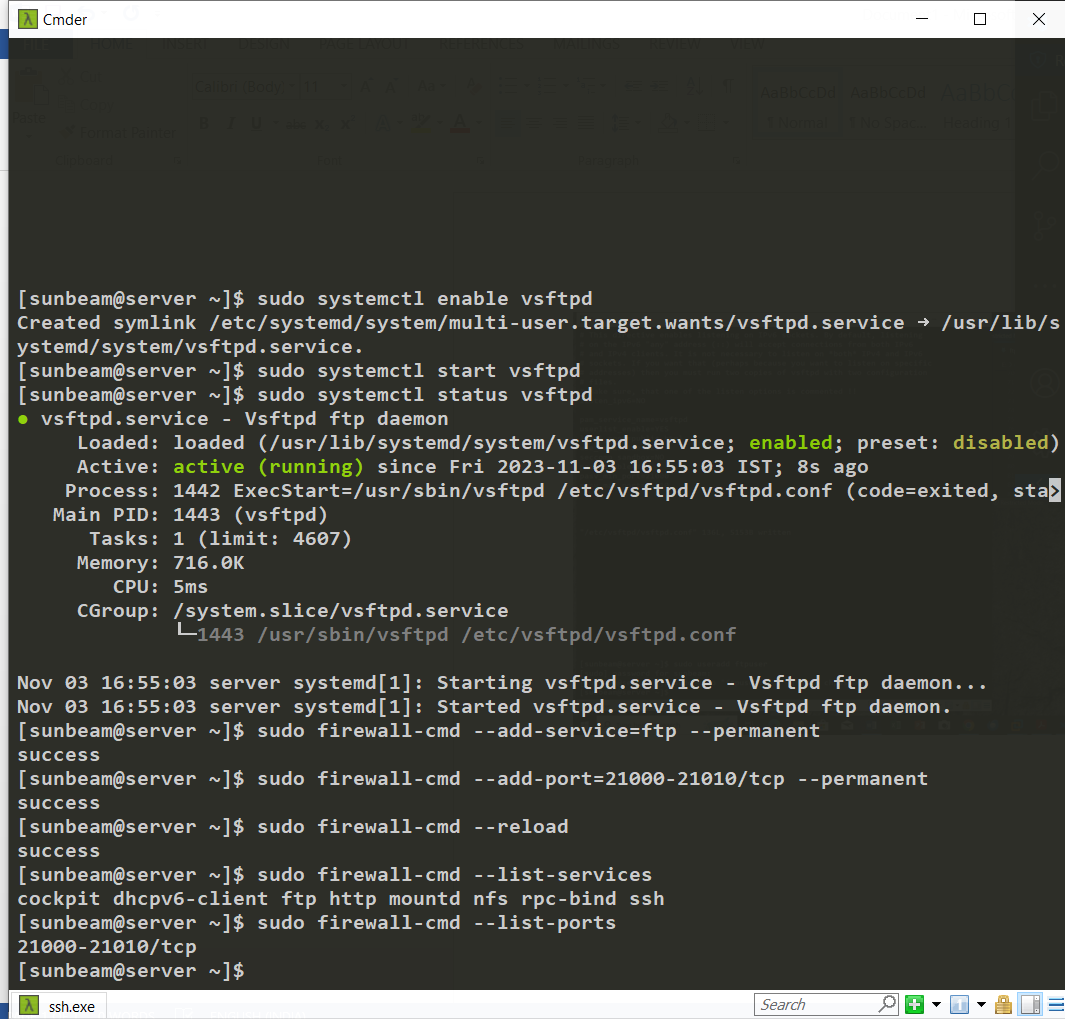 Cmder
[sunbeam@server ~]$ sudo systemctl enable vsftpd
Created symlink /etc/systemd/system/multi-user.target.wants/vsftpd.service → /usr/lib/s
ystemd/system/vsftpd.service.
[sunbeam@server ~]$ sudo systemctl start vsftpd
[sunbeam@server ~]$ sudo systemctl status vsftpd
● vsftpd.service - Vsftpd ftp daemon
     Loaded: loaded (/usr/lib/systemd/system/vsftpd.service; enabled; preset: disabled)
     Active: active (running) since Fri 2023-11-03 16:55:03 IST; 8s ago
    Process: 1442 ExecStart=/usr/sbin/vsftpd /etc/vsftpd/vsftpd.conf (code=exited, sta>
   Main PID: 1443 (vsftpd)
      Tasks: 1 (limit: 4607)
     Memory: 716.0K
        CPU: 5ms
     CGroup: /system.slice/vsftpd.service
             └─1443 /usr/sbin/vsftpd /etc/vsftpd/vsftpd.conf
Nov 03 16:55:03 server systemd[1]: Starting vsftpd.service - Vsftpd ftp daemon...
Nov 03 16:55:03 server systemd[1]: Started vsftpd.service - Vsftpd ftp daemon.
[sunbeam@server ~]$ sudo firewall-cmd --add-service=ftp --permanent
success
[sunbeam@server ~]$ sudo firewall-cmd --add-port=21000-21010/tcp --permanent
success
[sunbeam@server ~]$ sudo firewall-cmd --reload
success
[sunbeam@server ~]$ sudo firewall-cmd --list-services
cockpit dhcpv6-client ftp http mountd nfs rpc-bind ssh
[sunbeam@server ~]$ sudo firewall-cmd --list-ports
21000-21010/tcp
[sunbeam@server ~]$
ssh.exe
Search